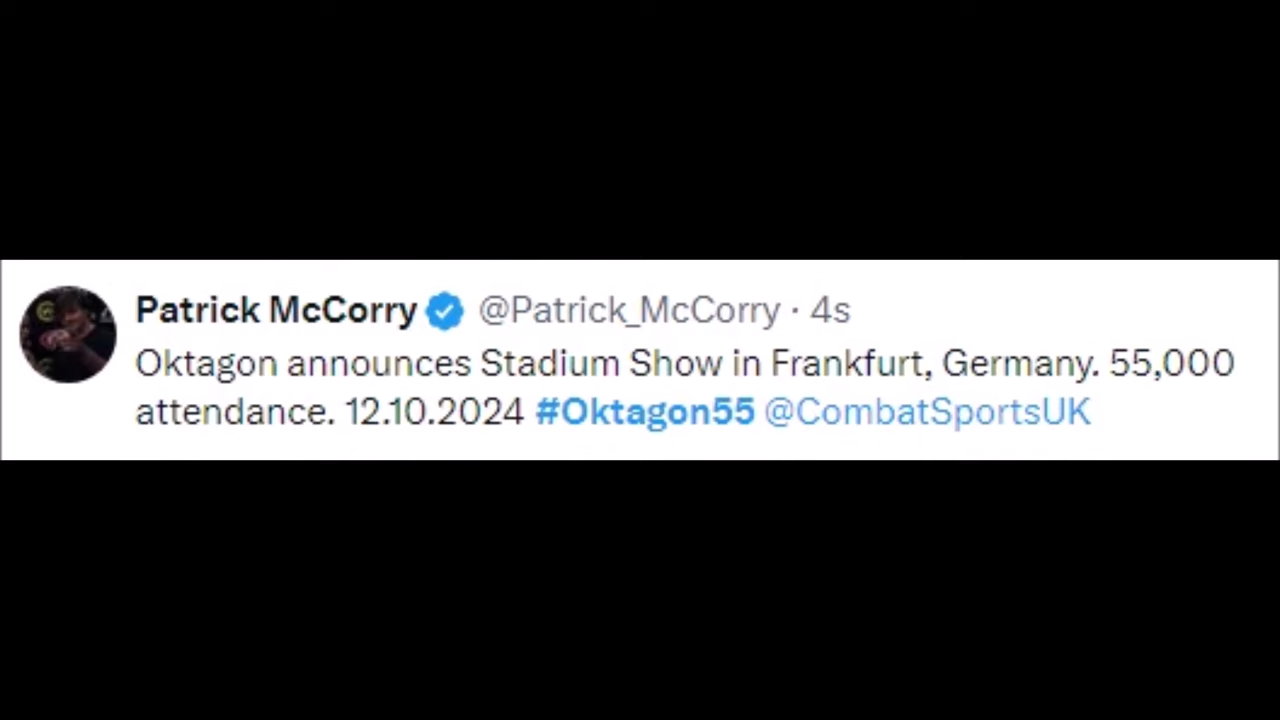 Patrick McCorry @Patrick_McCorry · 4s
Oktagon announces Stadium Show in Frankfurt, Germany. 55,000
attendance. 12.10.2024 #Oktagon55 @CombatSportsUK